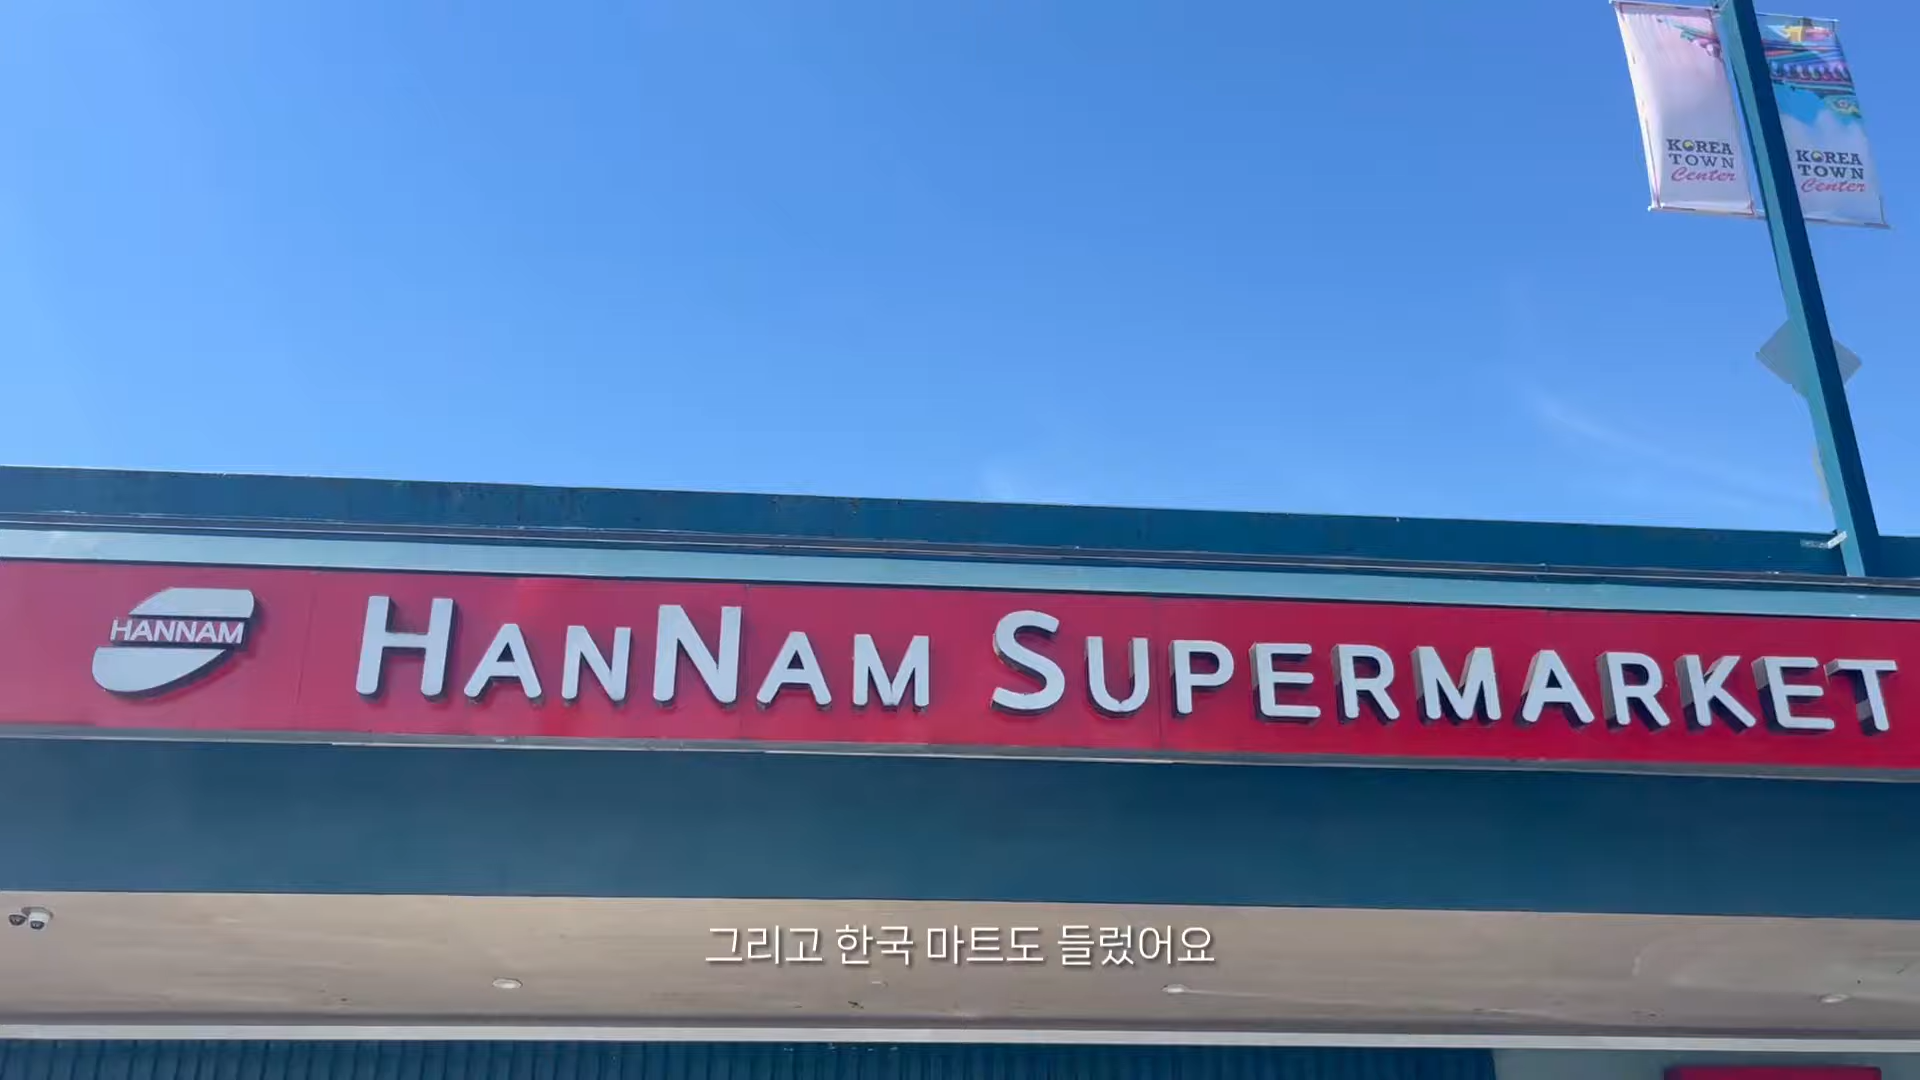 KOREA
TOWN
Center
KOREA
TOWN
Center
HANNAM
HANNAM SUPERMARKET
그리고 한국 마트도 들렀어요